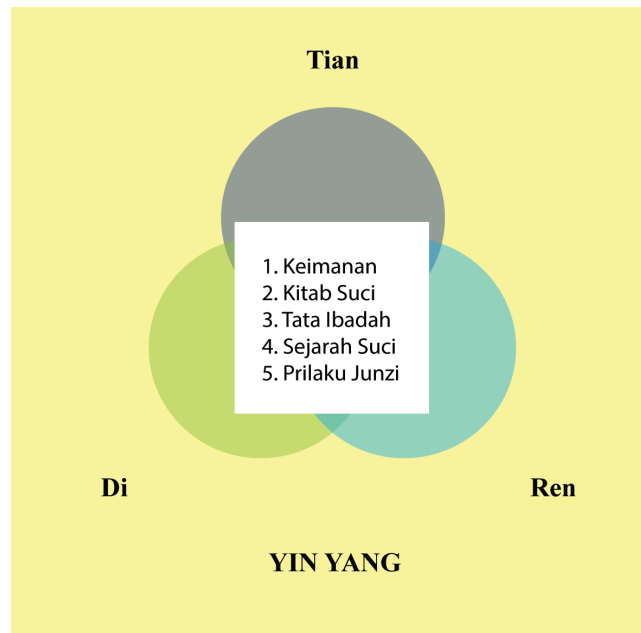 Tian
1. Keimanan
2. Kitab Suci
3. Tata Ibadah
4. Sejarah Suci
5. Prilaku Junzi
Di
Ren
YIN YANG